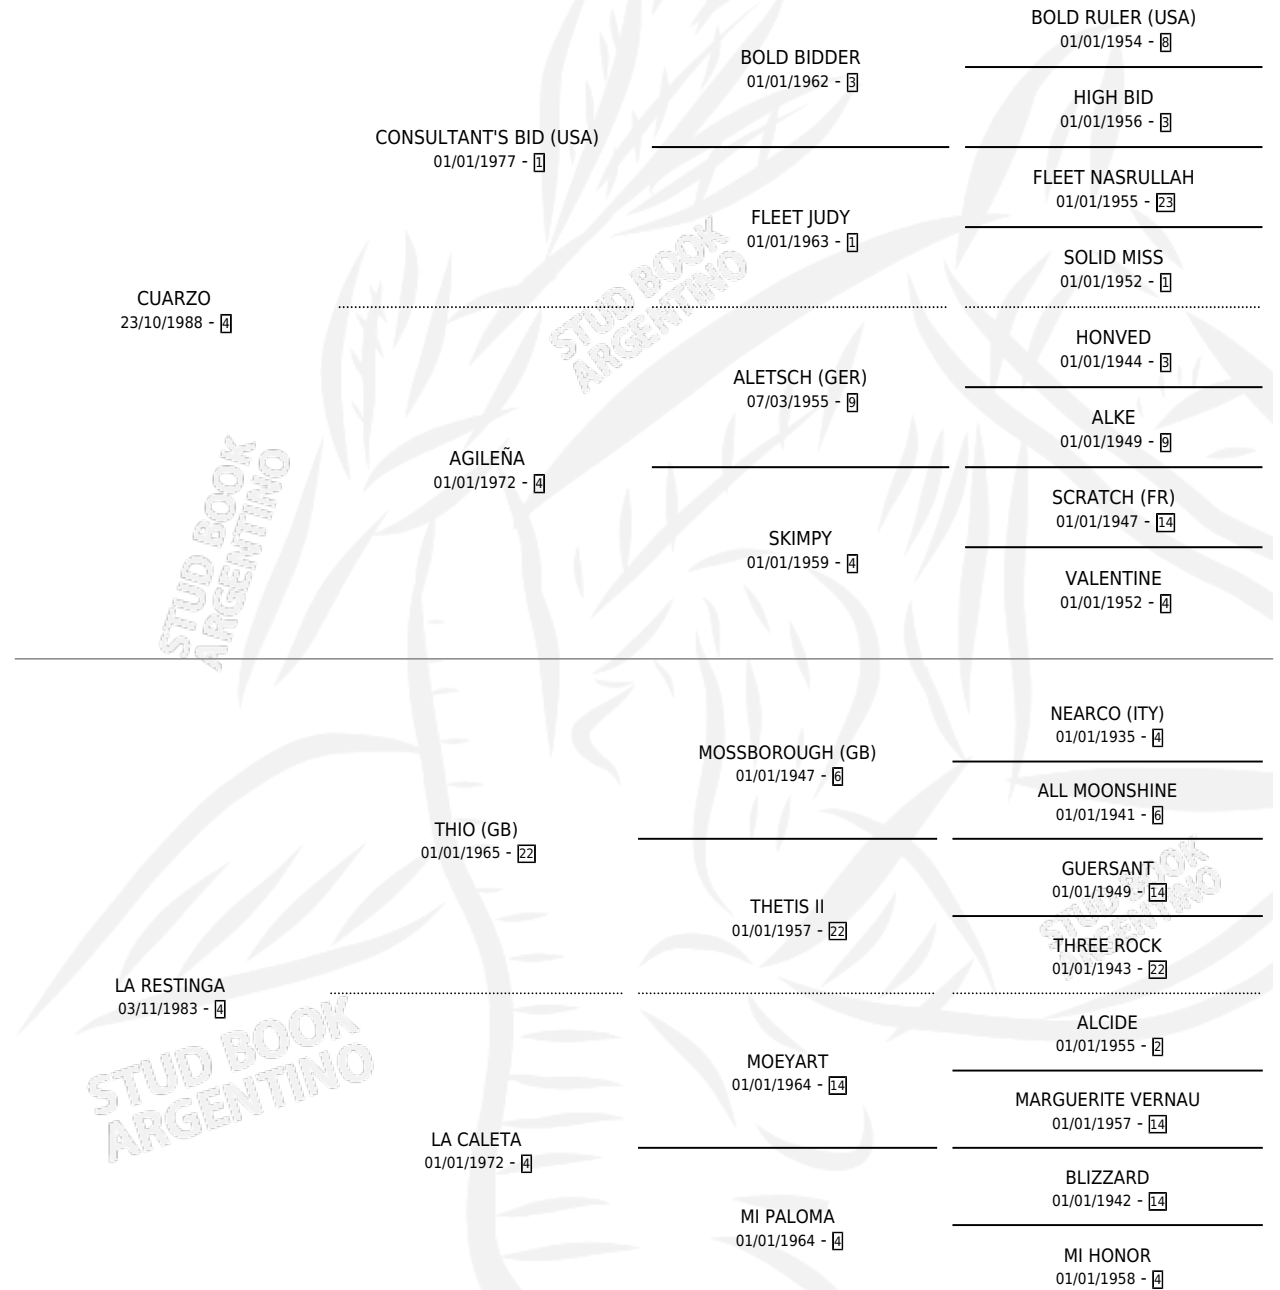 BOLD RULER (USA)
01/01/1954 - 8
BOLD BIDDER
01/01/1962 - 3
HIGH BID
01/01/1956 - 3
CONSULTANT'S BID (USA)
01/01/1977 - 1
FLEET NASRULLAH
01/01/1955 - 23
FLEET JUDY
01/01/1963 - 1
SOLID MISS
01/01/1952 - 1
CUARZO
23/10/1988 - 4
HONVED
01/01/1944 - 3
ALETSCH (GER)
07/03/1955 - 9
ALKE
01/01/1949 - 9
AGILEÑA
01/01/1972 - 4
SCRATCH (FR)
01/01/1947 - 14
SKIMPY
01/01/1959 - 4
VALENTINE
01/01/1952 - 4
NEARCO (ITY)
01/01/1935 - 4
MOSSBOROUGH (GB)
01/01/1947 - 6
ALL MOONSHINE
01/01/1941 - 6
THIO (GB)
01/01/1965 - 22
GUERSANT
01/01/1949 - 14
THETIS II
01/01/1957 - 22
THREE ROCK
01/01/1943 - 22
LA RESTINGA
03/11/1983 - 4
ALCIDE
01/01/1955 - 2
MOEYART
01/01/1964 - 14
MARGUERITE VERNAU
01/01/1957 - 14
LA CALETA
01/01/1972 - 4
BLIZZARD
01/01/1942 - 14
MI PALOMA
01/01/1964 - 4
MI HONOR
01/01/1958 - 4
STUD BOOK
ARGENTINO
STUD BOOK
ARGENTINO
STUD BOOK
ARGENTINO
STUD BOOK
ARGENTINO